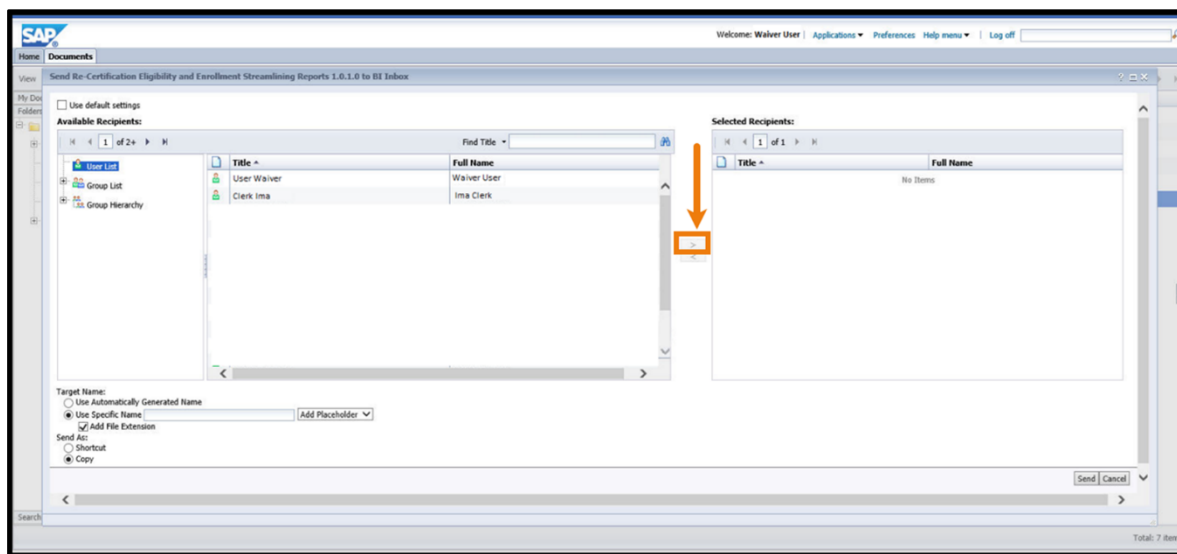 SAP
Welcome: Waiver User | Applications Preferences Help menu | Log off
Home Documents
View Send Re-Certification Eligibility and Enrollment Streamlining Reports 1.0.1.0 to BI Inbox
My Do
Folders
Use default settings
Available Recipients: Selected Recipients:
1 of 2+ Find Title 1 of 1
User List Title Full Name Title Full Name
Group List User Waiver Waiver User No Items
Group Hierarchy Clerk Ima Ima Clerk
>
<
Target Name:
Use Automatically Generated Name
Use Specific Name Add Placeholder
Add File Extension
Send As:
Shortcut
Copy
Send Cancel
Search
Total: 7 item